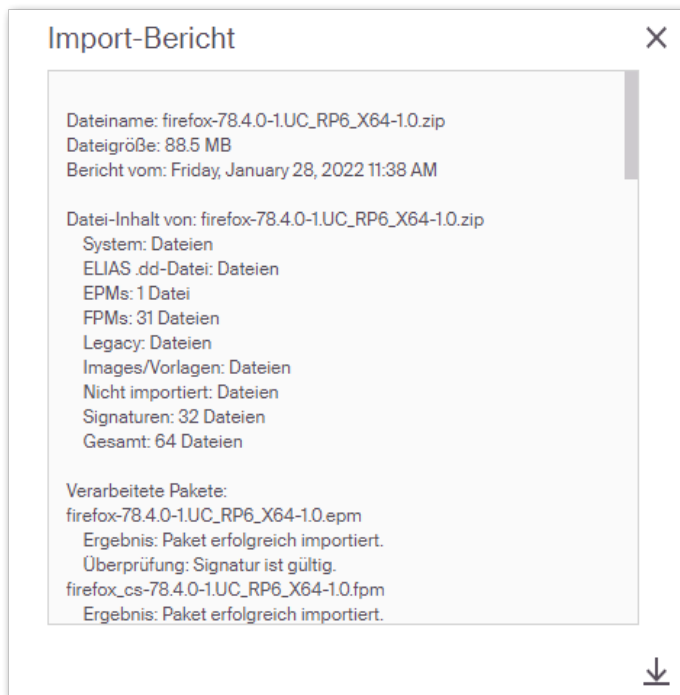 Import-Bericht
Dateiname: firefox-78.4.0-1.UC_RP6_X64-1.0.zip
Dateigröße: 88.5 MB
Bericht vom: Friday, January 28, 2022 11:38 AM
Datei-Inhalt von: firefox-78.4.0-1.UC_RP6_X64-1.0.zip
System: Dateien
ELIAS .dd-Datei: Dateien
EPMs: 1 Datei
FPMs: 31 Dateien
Legacy: Dateien
Images/Vorlagen: Dateien
Nicht importiert: Dateien
Signaturen: 32 Dateien
Gesamt: 64 Dateien
Verarbeitete Pakete:
firefox-78.4.0-1.UC_RP6_X64-1.0.epm
Ergebnis: Paket erfolgreich importiert.
Überprüfung: Signatur ist gültig.
firefox_cs-78.4.0-1.UC_RP6_X64-1.0.fpm
Ergebnis: Paket erfolgreich importiert.